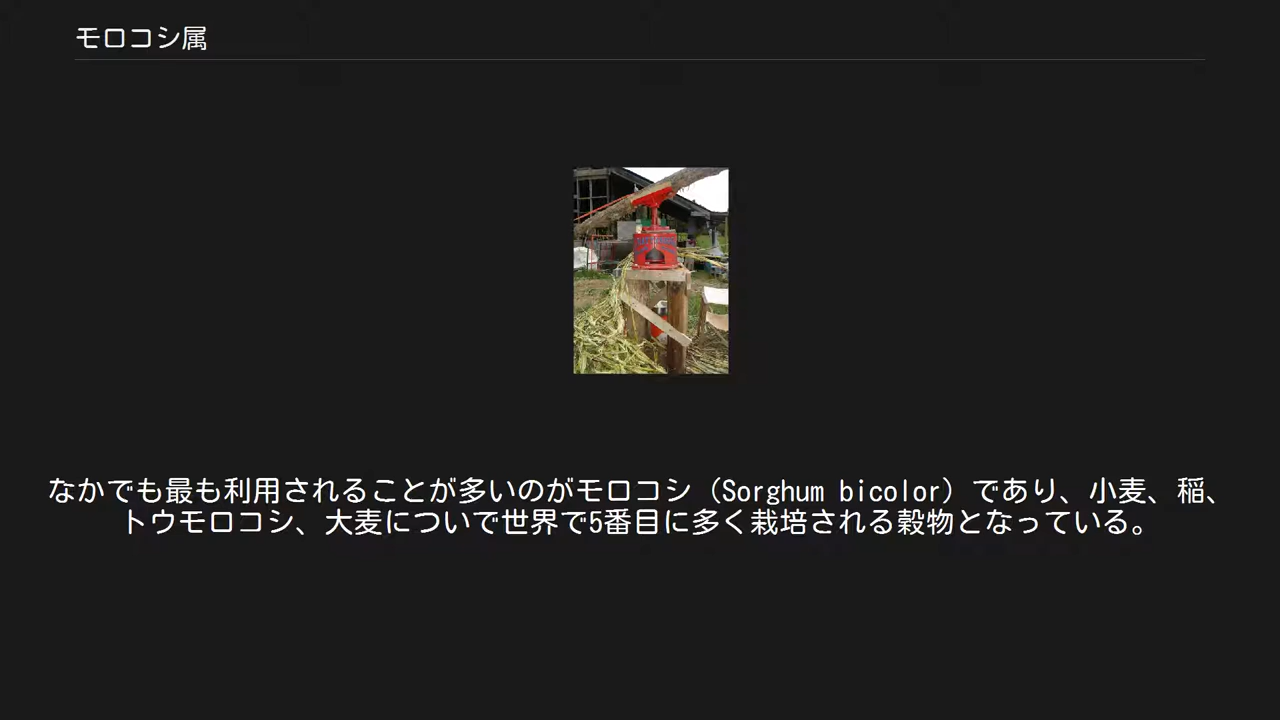 モロコシ属
なかでも最も利用されることが多いのがモロコシ（Sorghum bicolor）であり、小麦、稲、
トウモロコシ、大麦についで世界で5番目に多く栽培される穀物となっている。